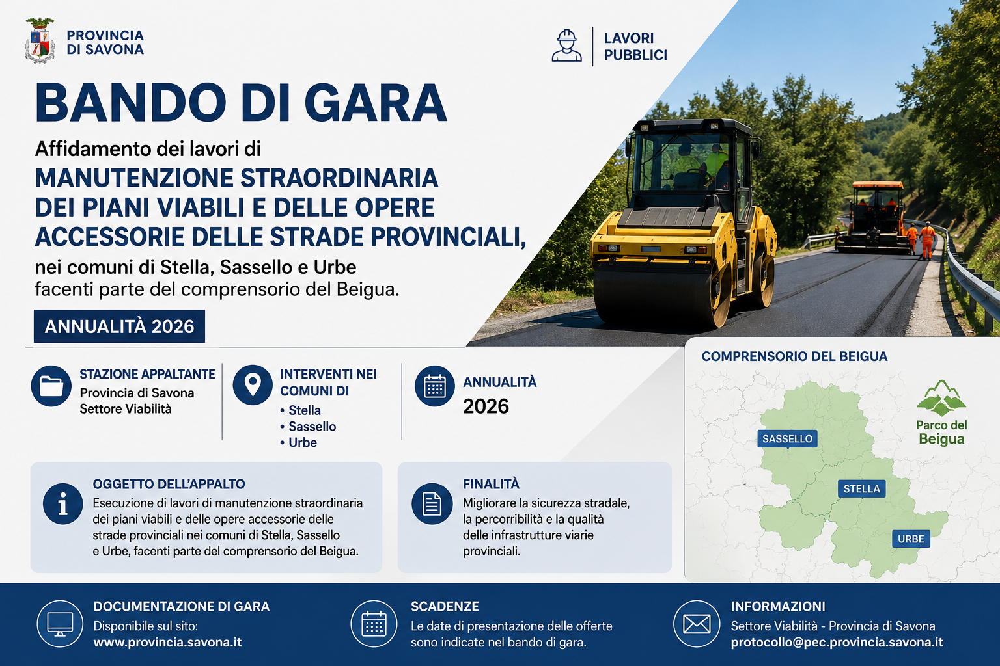 PROVINCIA
DI SAVONA
LAVORI
PUBBLICI
BANDO DI GARA
Affidamento dei lavori di
MANUTENZIONE STRAORDINARIA
DEI PIANI VIABILI E DELLE OPERE
ACCESSORIE DELLE STRADE PROVINCIALI,
nei comuni di Stella, Sassello e Urbe
facenti parte del comprensorio del Beigua.
ANNUALITÀ 2026
STAZIONE APPALTANTE
Provincia di Savona
Settore Viabilità
INTERVENTI NEI
COMUNI DI
• Stella
• Sassello
• Urbe
ANNUALITÀ
2026
OGGETTO DELL'APPALTO
Esecuzione di lavori di manutenzione straordinaria
dei piani viabili e delle opere accessorie delle
strade provinciali nei comuni di Stella, Sassello
e Urbe, facenti parte del comprensorio del Beigua.
FINALITÀ
Migliorare la sicurezza stradale,
la percorribilità e la qualità
delle infrastrutture viarie
provinciali.
COMPRENSORIO DEL BEIGUA
Parco del
Beigua
SASSELLO
STELLA
URBE
DOCUMENTAZIONE DI GARA
Disponibile sul sito:
www.provincia.savona.it
SCADENZE
Le date di presentazione delle offerte
sono indicate nel bando di gara.
INFORMAZIONI
Settore Viabilità - Provincia di Savona
protocollo@pec.provincia.savona.it